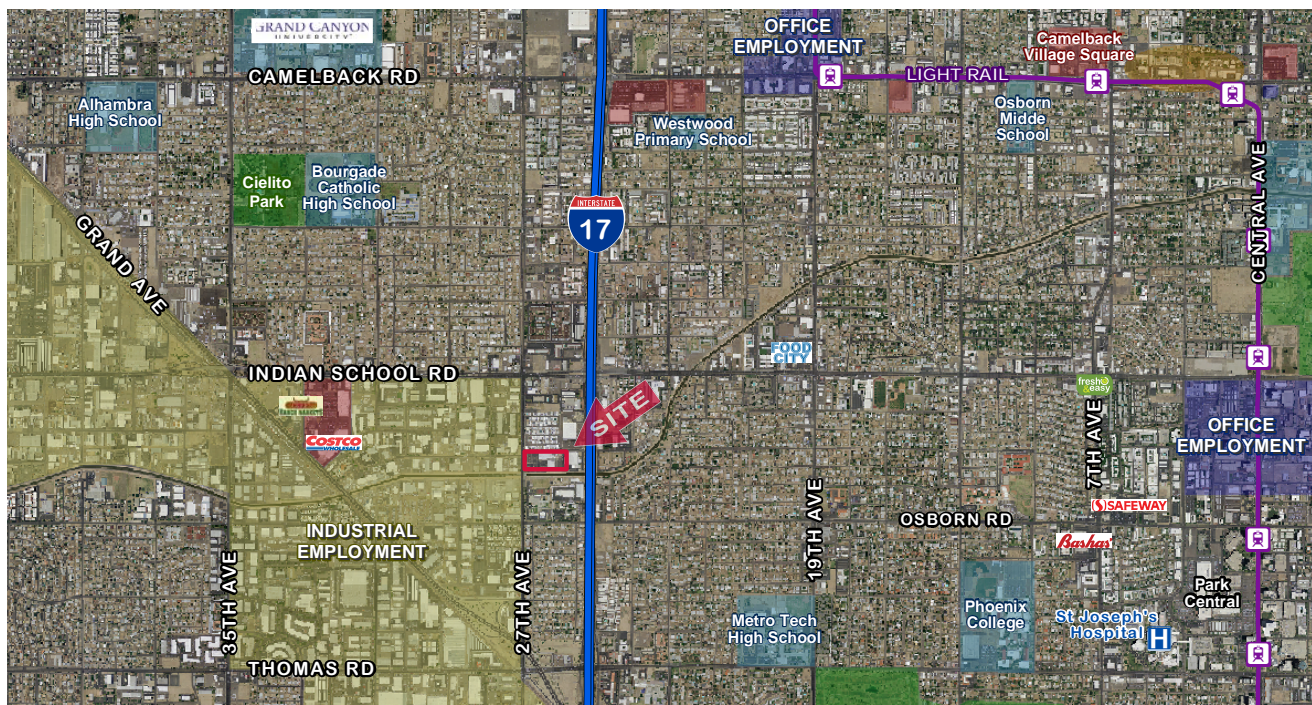 GRAND CANYON
UNIVERSITY
OFFICE
EMPLOYMENT
Camelback
Village Square
CAMELBACK RD
LIGHT RAIL
Alhambra
High School
Westwood
Primary School
Osborn
Midde
School
Cielito
Park
Bourgade
Catholic
High School
CENTRAL AVE
INTERSTATE
17
GRAND AVE
FOOD
CITY
INDIAN SCHOOL RD
fresh&
easy
SITE
COSTCO
WHOLESALE
7TH AVE
OFFICE
EMPLOYMENT
SAFEWAY
19TH AVE
OSBORN RD
INDUSTRIAL
EMPLOYMENT
Bashas'
35TH AVE
27TH AVE
Park
Central
Metro Tech
High School
Phoenix
College
St Joseph's
Hospital
H
THOMAS RD